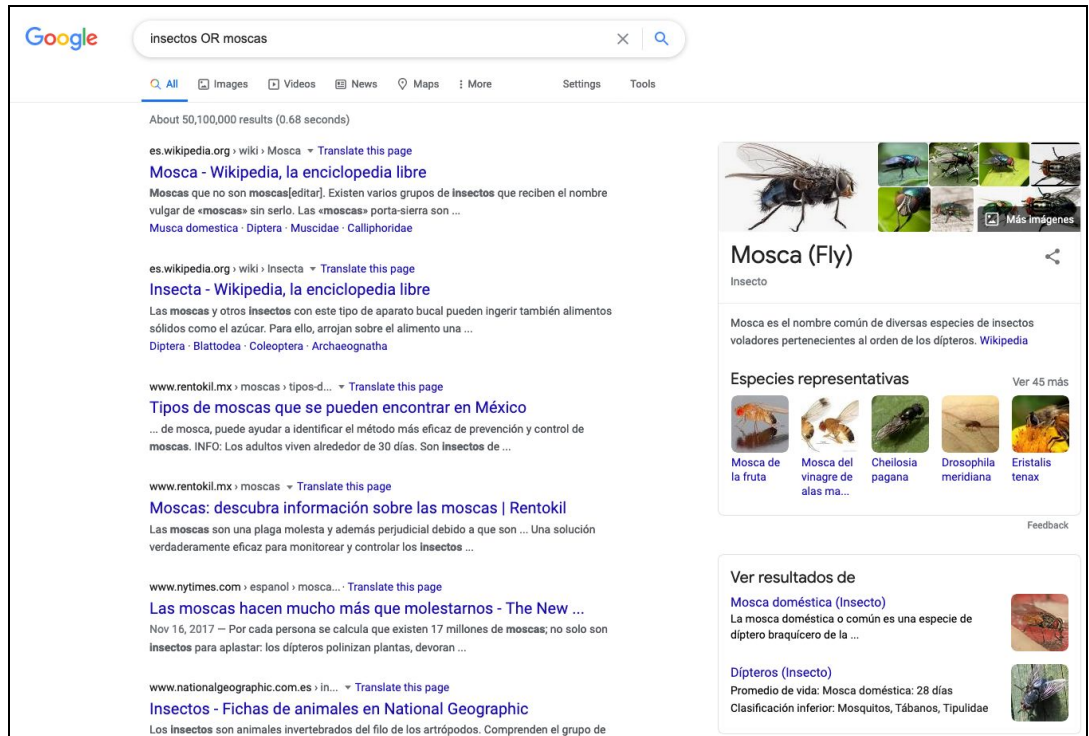 Google
insectos OR moscas
All Images Videos News Maps More Settings Tools
About 50,100,000 results (0.68 seconds)
es.wikipedia.org › wiki › Mosca Translate this page
Mosca - Wikipedia, la enciclopedia libre
Moscas que no son moscas[editar]. Existen varios grupos de insectos que reciben el nombre
vulgar de «moscas» sin serlo. Las «moscas» porta-sierra son ...
Musca domestica · Diptera · Muscidae · Calliphoridae
es.wikipedia.org › wiki › Insecta Translate this page
Insecta - Wikipedia, la enciclopedia libre
Las moscas y otros insectos con este tipo de aparato bucal pueden ingerir también alimentos
sólidos como el azúcar. Para ello, arrojan sobre el alimento una ...
Diptera · Blattodea · Coleoptera · Archaeognatha
www.rentokil.mx › moscas › tipos-d... Translate this page
Tipos de moscas que se pueden encontrar en México
... de mosca, puede ayudar a identificar el método más eficaz de prevención y control de
moscas. INFO: Los adultos viven alrededor de 30 días. Son insectos de ...
www.rentokil.mx › moscas Translate this page
Moscas: descubra información sobre las moscas | Rentokil
Las moscas son una plaga molesta y además perjudicial debido a que son ... Una solución
verdaderamente eficaz para monitorear y controlar los insectos ...
www.nytimes.com › espanol › mosca... · Translate this page
Las moscas hacen mucho más que molestarnos - The New ...
Nov 16, 2017 — Por cada persona se calcula que existen 17 millones de moscas; no solo son
insectos para aplastar: los dípteros polinizan plantas, devoran ...
www.nationalgeographic.com.es › in... Translate this page
Insectos - Fichas de animales en National Geographic
Los insectos son animales invertebrados del filo de los artrópodos. Comprenden el grupo de
Más imágenes
Mosca (Fly)
Insecto
Mosca es el nombre común de diversas especies de insectos
voladores pertenecientes al orden de los dípteros. Wikipedia
Especies representativas Ver 45 más
Mosca de Mosca del Cheilosia Drosophila Eristalis
la fruta vinagre de pagana meridiana tenax
alas ma...
Feedback
Ver resultados de
Mosca doméstica (Insecto)
La mosca doméstica o común es una especie de
díptero braquícero de la ...
Dípteros (Insecto)
Promedio de vida: Mosca doméstica: 28 días
Clasificación inferior: Mosquitos, Tábanos, Tipulidae